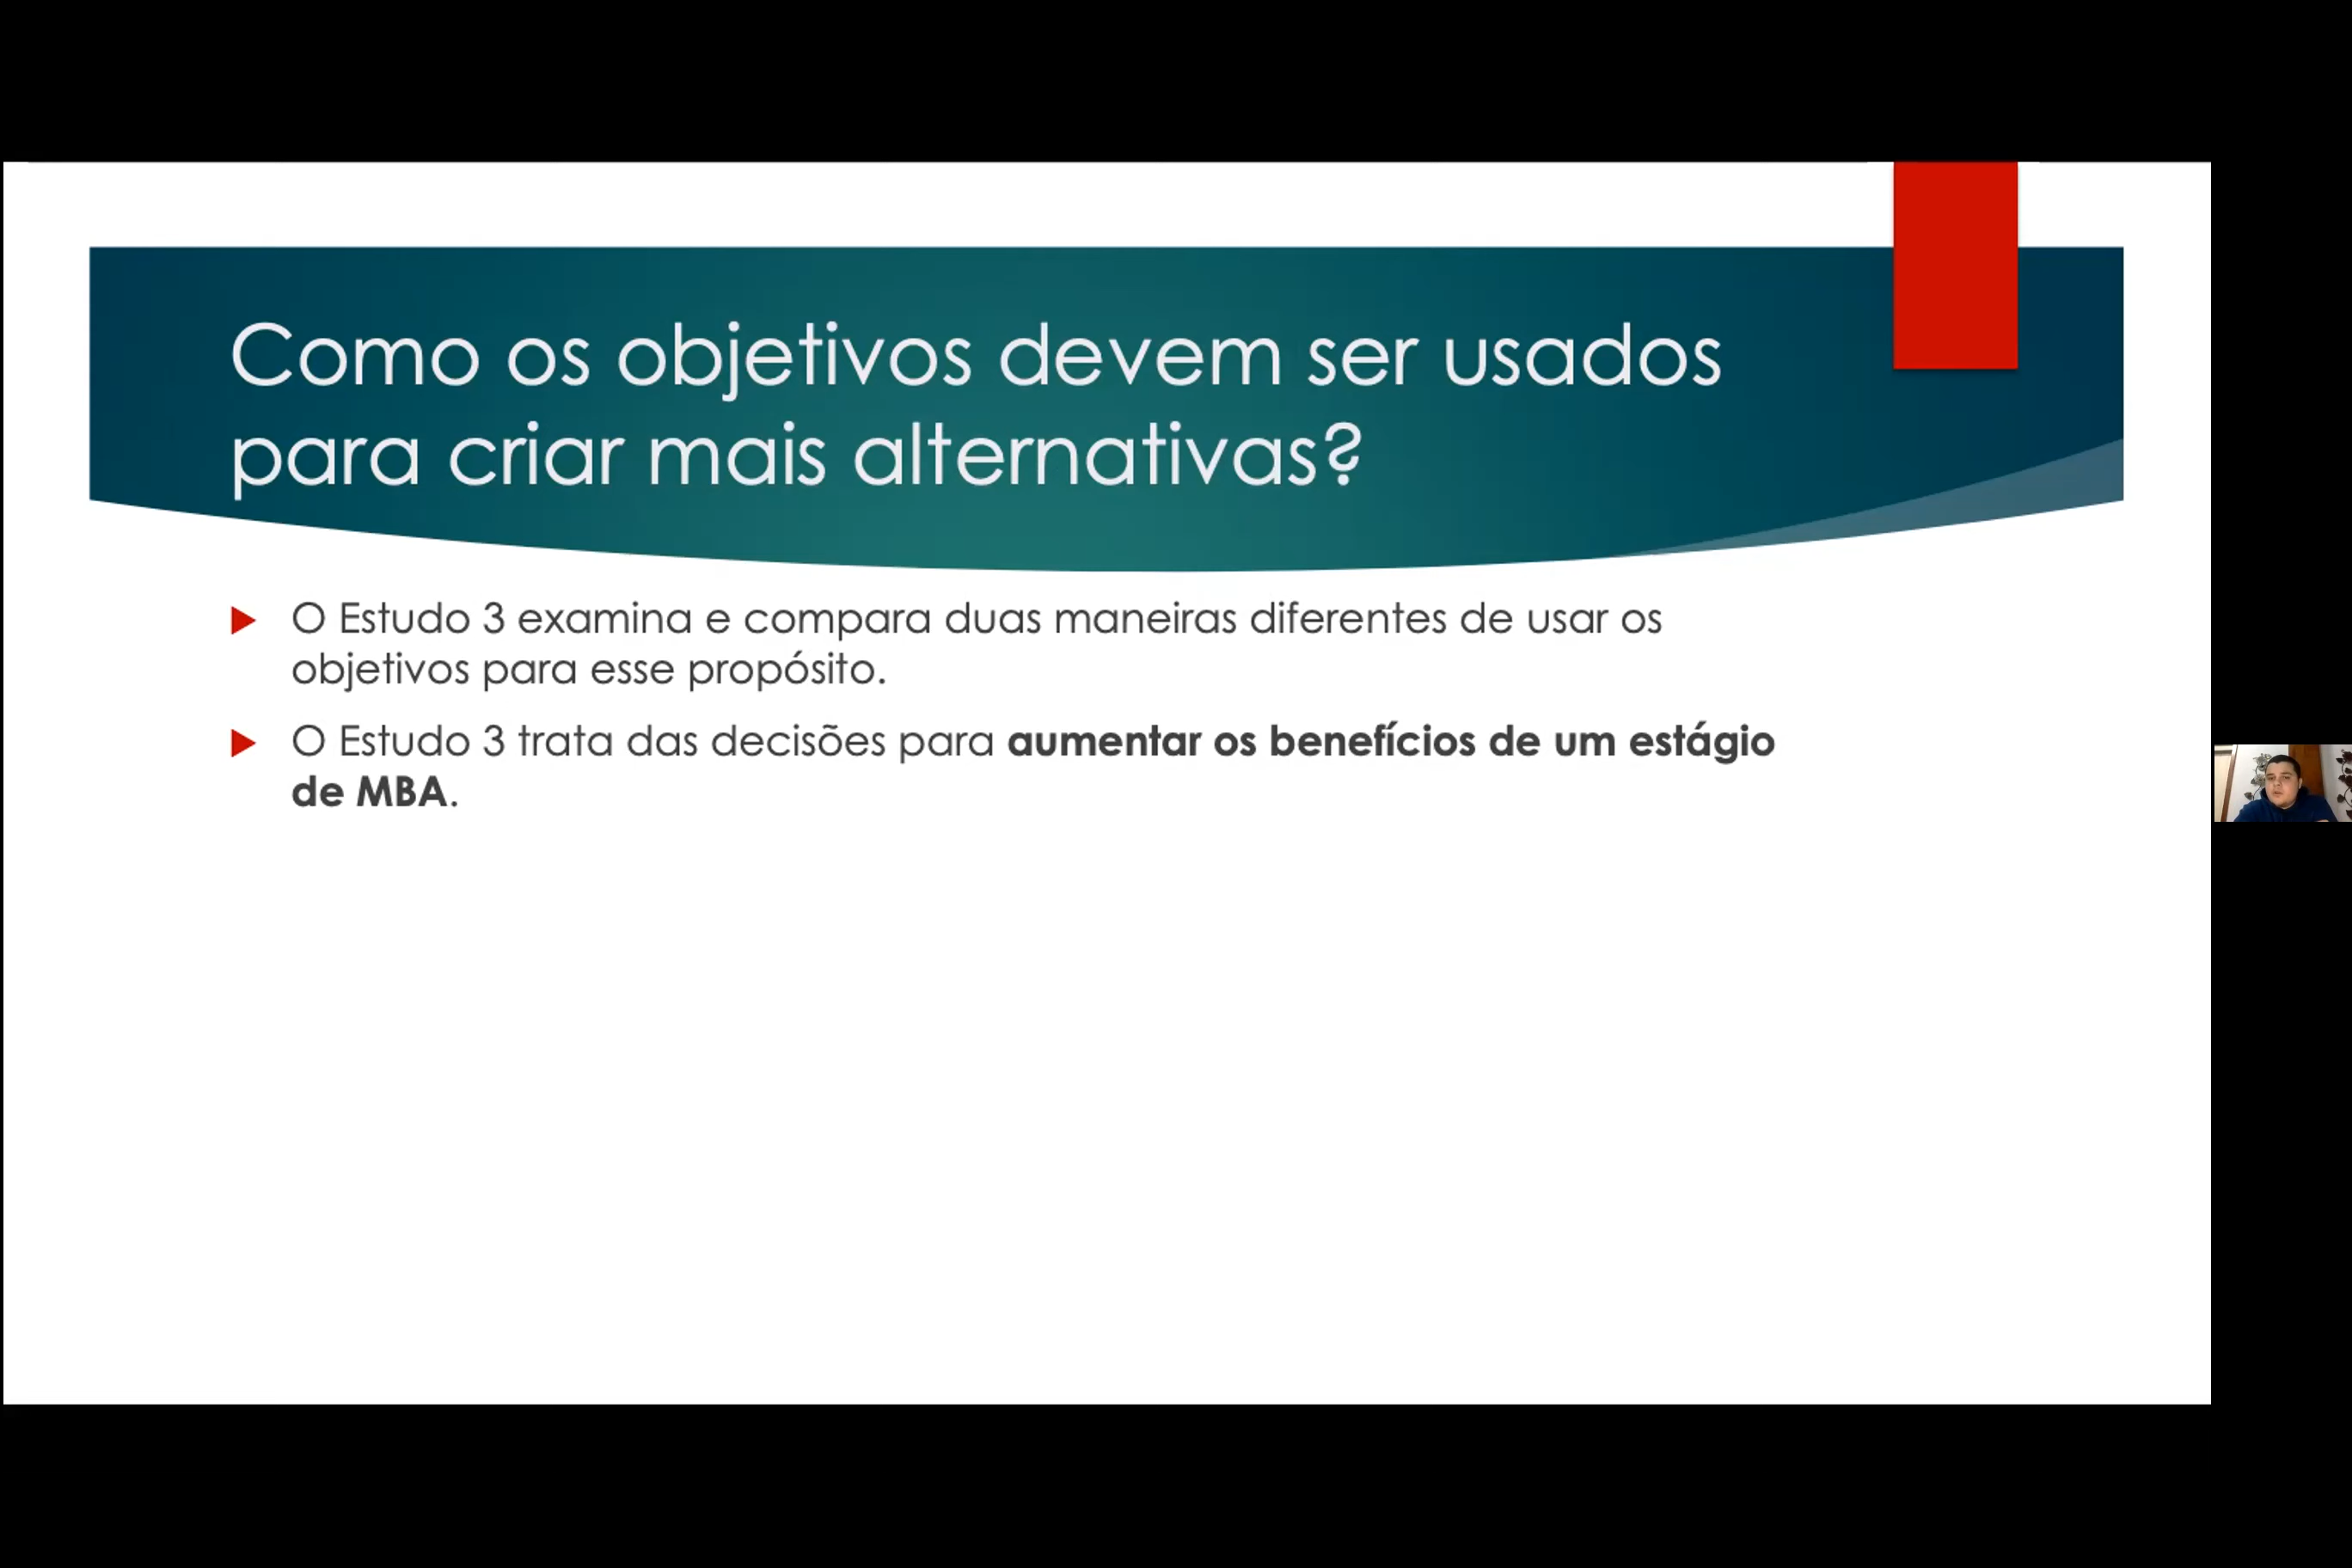 Como os objetivos devem ser usados
para criar mais alternativas?
O Estudo 3 examina e compara duas maneiras diferentes de usar os
objetivos para esse propósito.
O Estudo 3 trata das decisões para aumentar os benefícios de um estágio
de MBA.